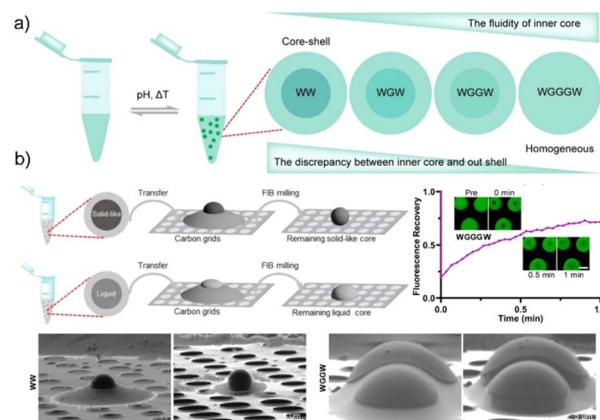 a)
The fluidity of inner core
Core-shell
pH, ΔT
WW
WGW
WGGW
WGGGW
Homogeneous
The discrepancy between inner core and out shell
b)
Transfer
FIB milling
Solid-like
Carbon grids
Remaining solid-like core
Transfer
FIB milling
Liquid
Carbon grids
Remaining liquid core
Fluorescence Recovery
1.0
0.5
0.0
Pre
0 min
WGGGW
0.5 min
1 min
0.0
0.5
Time (min)
WW
WGGW